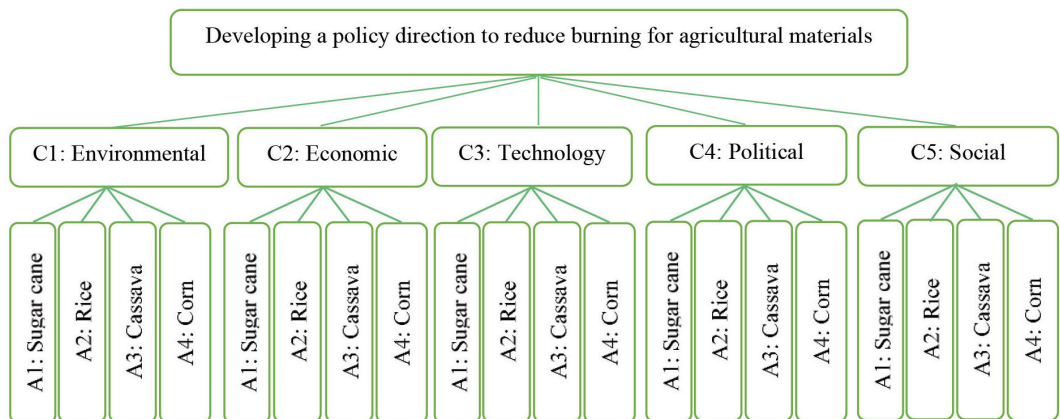 Developing a policy direction to reduce burning for agricultural materials
C1: Environmental
C2: Economic
C3: Technology
C4: Political
C5: Social
A1: Sugar cane
A2: Rice
A3: Cassava
A4: Corn
A1: Sugar cane
A2: Rice
A3: Cassava
A4: Corn
A1: Sugar cane
A2: Rice
A3: Cassava
A4: Corn
A1: Sugar cane
A2: Rice
A3: Cassava
A4: Corn
A1: Sugar cane
A2: Rice
A3: Cassava
A4: Corn